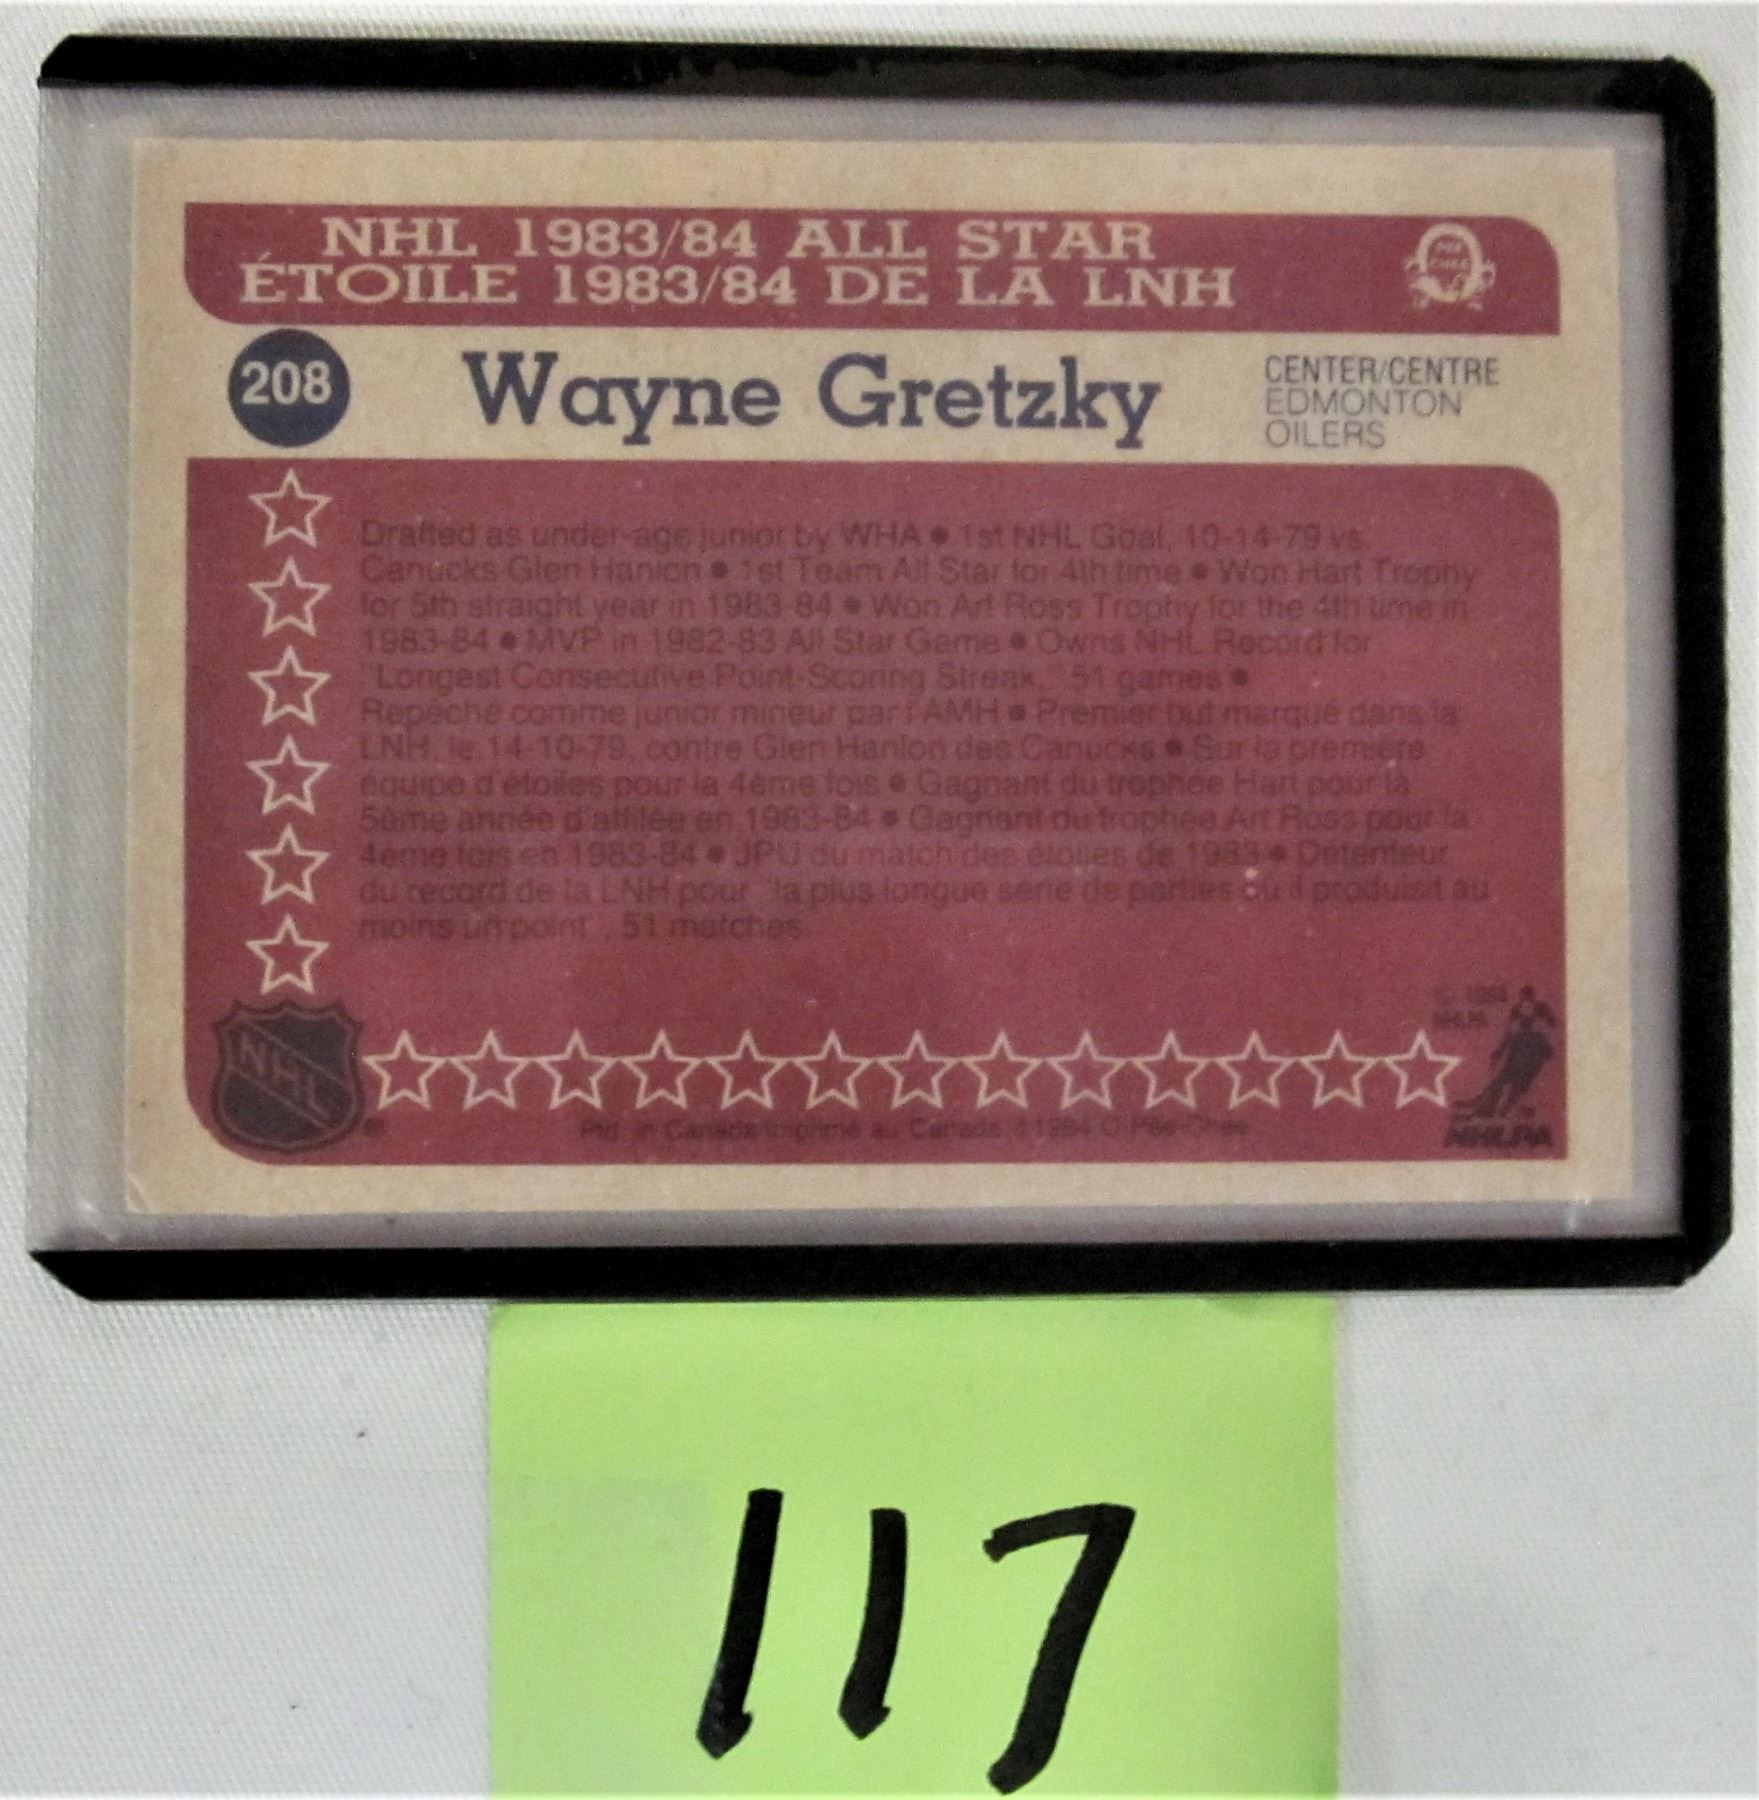 NHL 1983/84 ALL STAR
ÉTOILE 1983/84 DE LA LNH
208
Wayne Gretzky
CENTER/CENTRE
EDMONTON
OILERS
Drafted as under-age junior by WHA • 1st NHL Goal, 10-14-79 vs.
Canucks Glen Hanlon • 1st Team All Star for 4th time • Won Hart Trophy
for 5th straight year in 1983-84 • Won Art Ross Trophy for the 4th time in
1983-84 • MVP in 1982-83 All Star Game • Owns NHL Record for
"Longest Consecutive Point-Scoring Streak," 51 games •
Repêché comme junior mineur par l'AMH • Premier but marqué dans la
LNH, le 14-10-79, contre Glen Hanlon des Canucks • Sur la première
équipe d'étoiles pour la 4ème fois • Gagnant du trophée Hart pour la
5ème année d'affilée en 1983-84 • Gagnant du trophée Art Ross pour la
4ème fois en 1983-84 • JPU du match des étoiles de 1983 • Détenteur
du record de la LNH pour "la plus longue série de parties où il produisit au
moins un point", 51 matches.
NHL
NHLPA
Ptd. in Canada/Imprimé au Canada ©1984 O-Pee-Chee
117